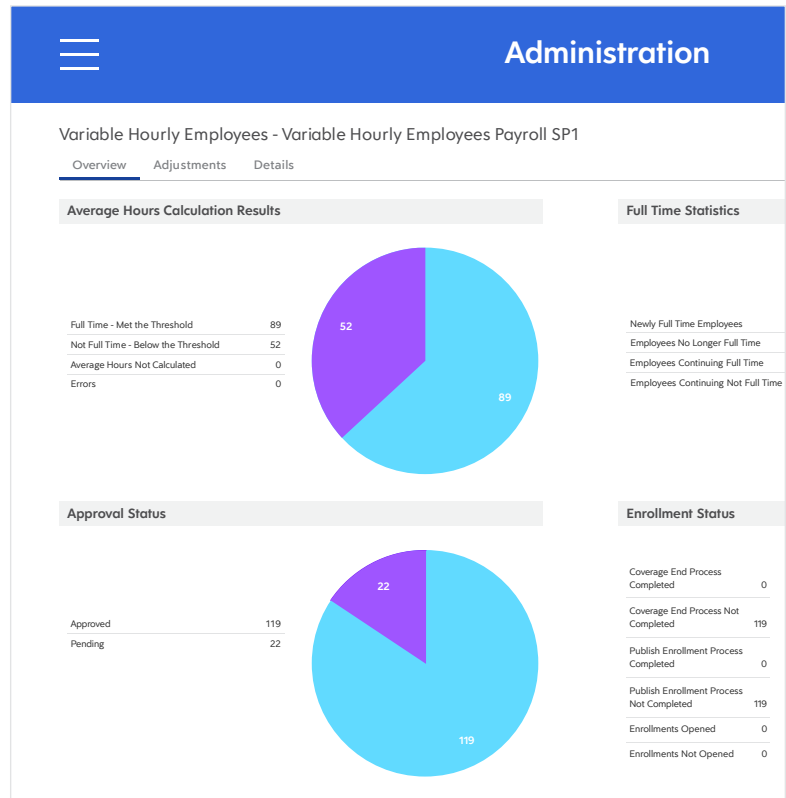 Administration
Variable Hourly Employees - Variable Hourly Employees Payroll SP1
Overview Adjustments Details
Average Hours Calculation Results
Full Time - Met the Threshold 89
Not Full Time - Below the Threshold 52
Average Hours Not Calculated 0
Errors 0
52
89
Full Time Statistics
Newly Full Time Employees
Employees No Longer Full Time
Employees Continuing Full Time
Employees Continuing Not Full Time
Approval Status
Approved 119
Pending 22
22
119
Enrollment Status
Coverage End Process
Completed 0
Coverage End Process Not
Completed 119
Publish Enrollment Process
Completed 0
Publish Enrollment Process
Not Completed 119
Enrollments Opened 0
Enrollments Not Opened 0